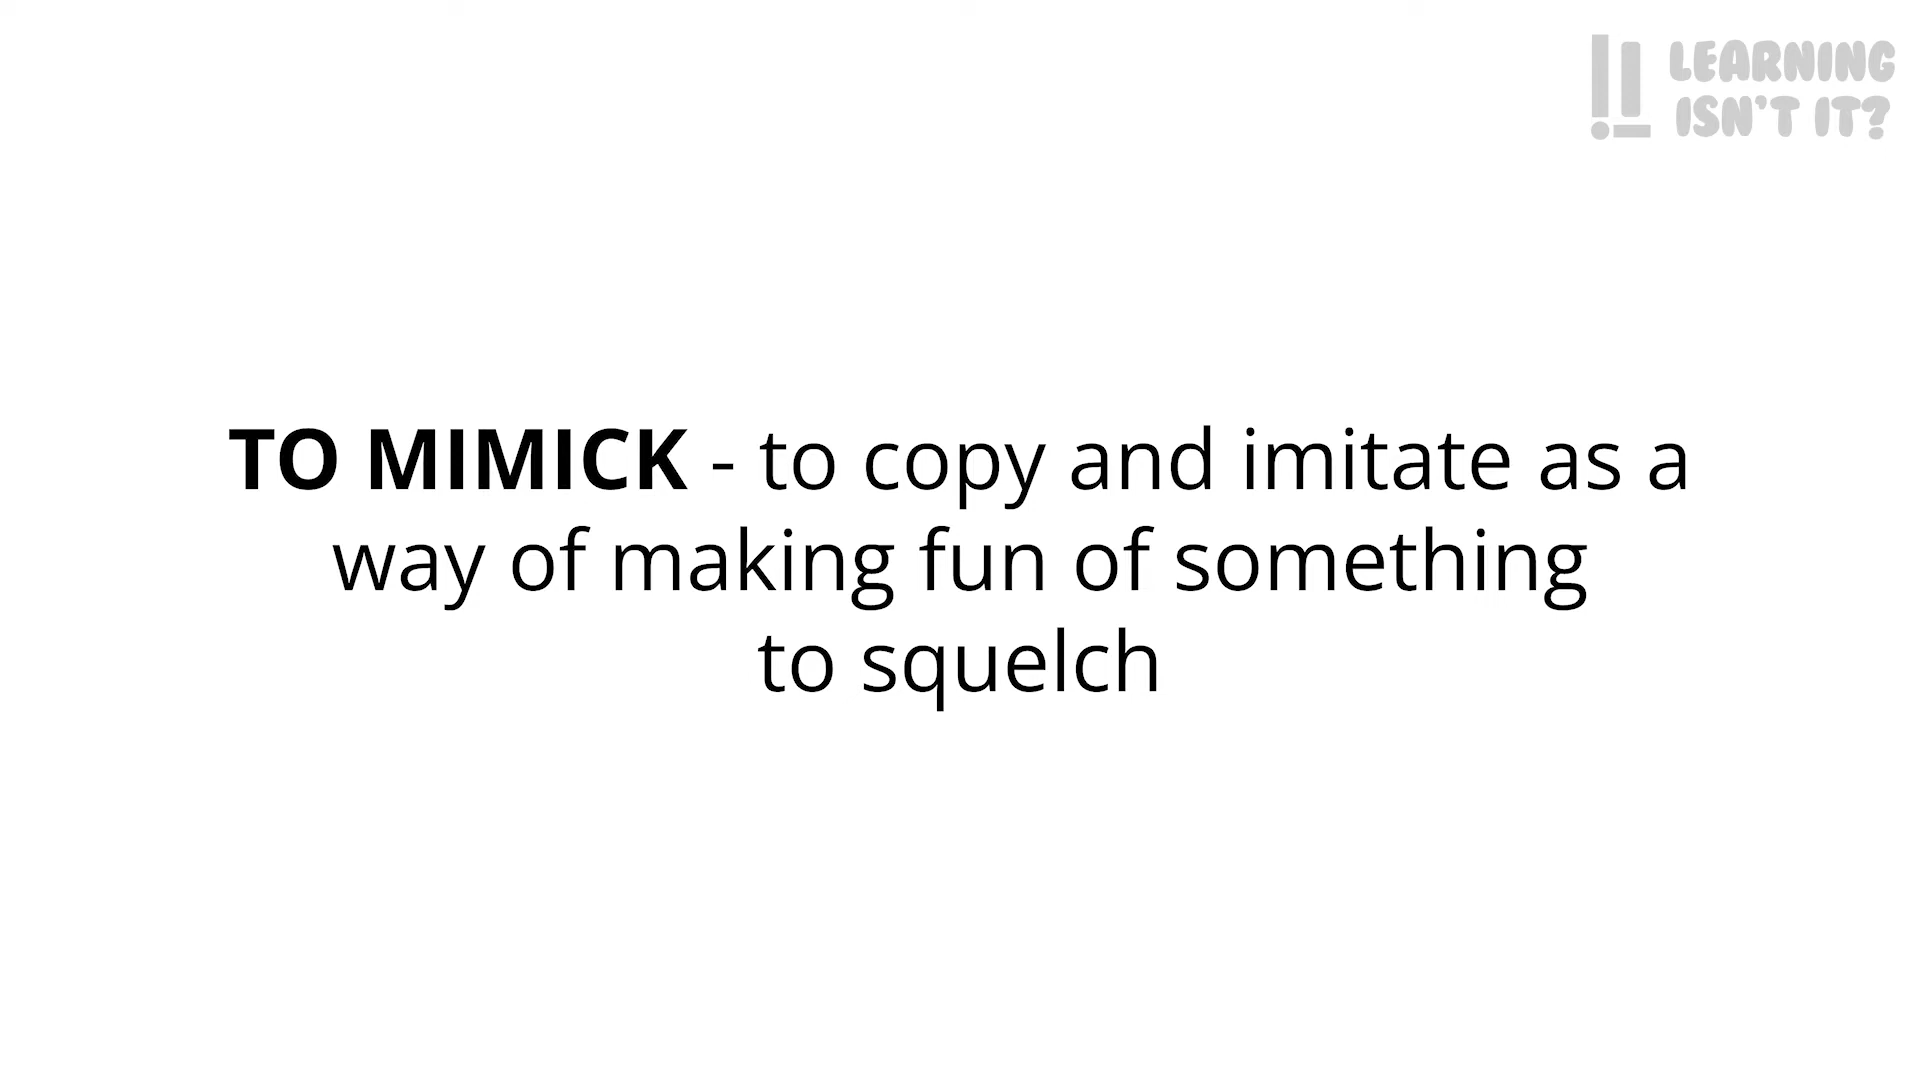 LEARNING
ISN'T IT?
TO MIMICK - to copy and imitate as a
way of making fun of something
to squelch